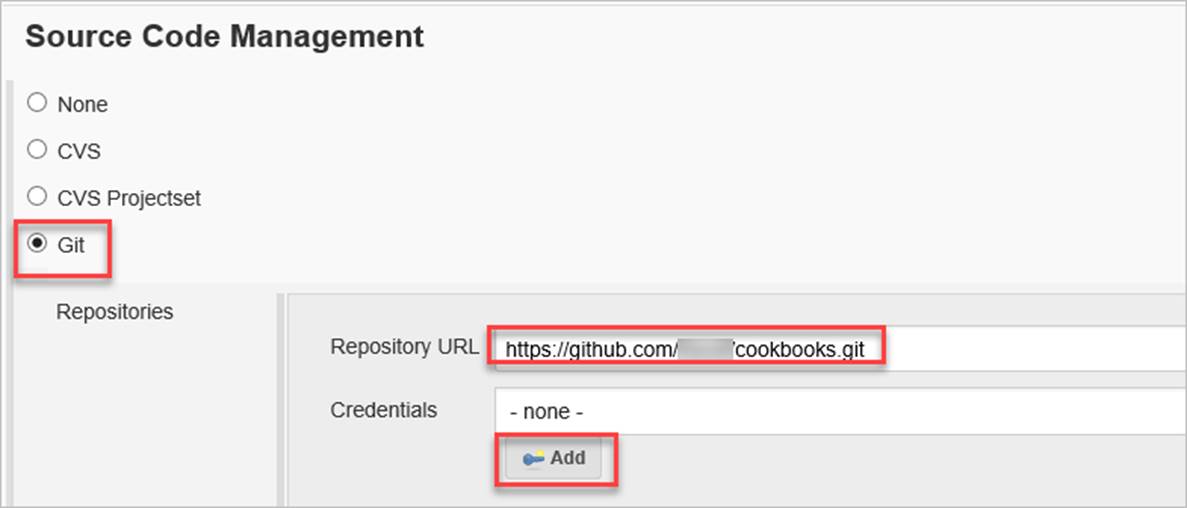 Source Code Management
None
CVS
CVS Projectset
Git
Repositories
Repository URL https://github.com/ /cookbooks.git
Credentials - none -
Add